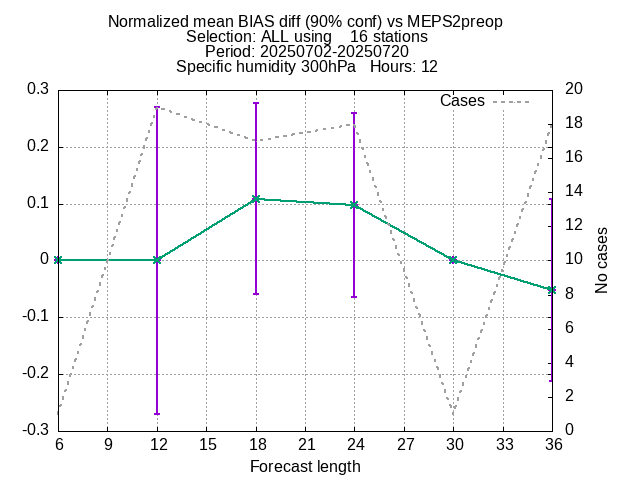 Normalized mean BIAS diff (90% conf) vs MEPS2preop
Selection: ALL using    16 stations
Period: 20250702-20250720
Specific humidity 300hPa   Hours: 12
Cases
0.3
0.2
0.1
0
-0.1
-0.2
-0.3
20
18
16
14
12
10
8
6
4
2
0
No cases
6 9 12 15 18 21 24 27 30 33 36
Forecast length